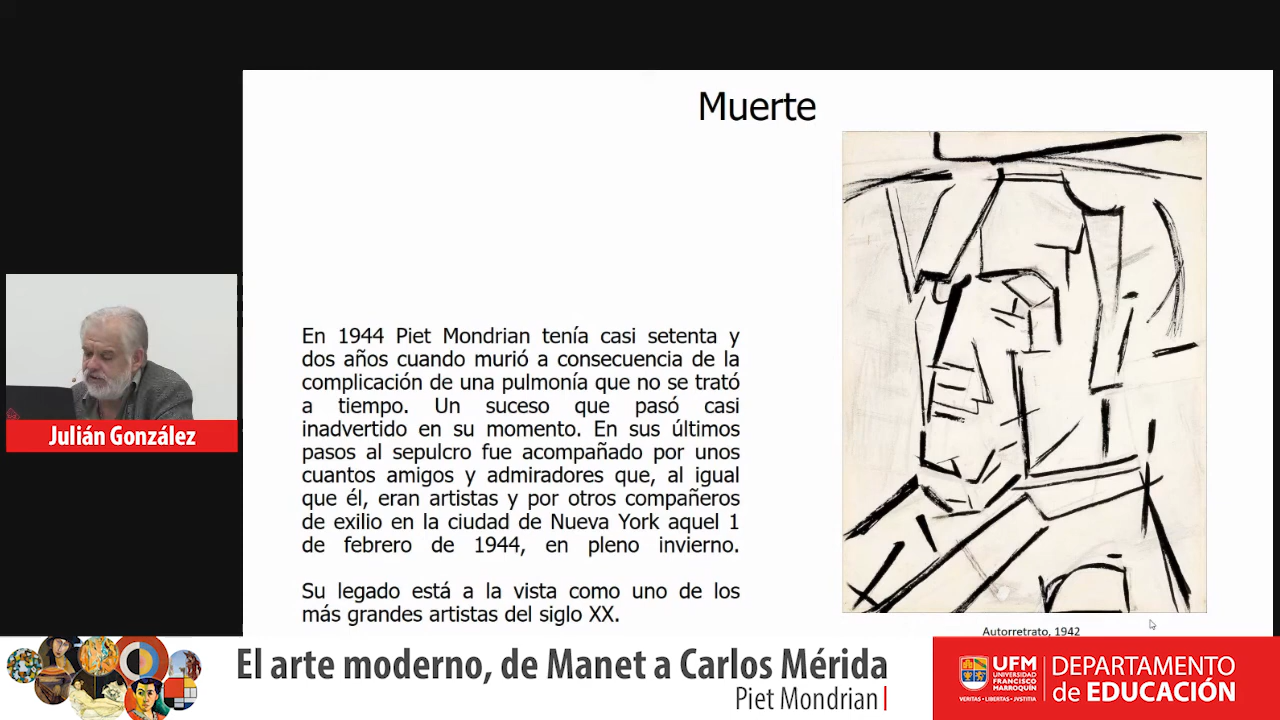 Muerte
En 1944 Piet Mondrian tenía casi setenta y
dos años cuando murió a consecuencia de la
complicación de una pulmonía que no se trató
a tiempo. Un suceso que pasó casi
inadvertido en su momento. En sus últimos
pasos al sepulcro fue acompañado por unos
cuantos amigos y admiradores que, al igual
que él, eran artistas y por otros compañeros
de exilio en la ciudad de Nueva York aquel 1
de febrero de 1944, en pleno invierno.
Su legado está a la vista como uno de los
más grandes artistas del siglo XX.
Autorretrato, 1942
Julián González
El arte moderno, de Manet a Carlos Mérida
Piet Mondrian
UFM
UNIVERSIDAD
FRANCISCO
MARROQUÍN
VERITAS • LIBERTAS • JVSTITIA
DEPARTAMENTO
de EDUCACIÓN